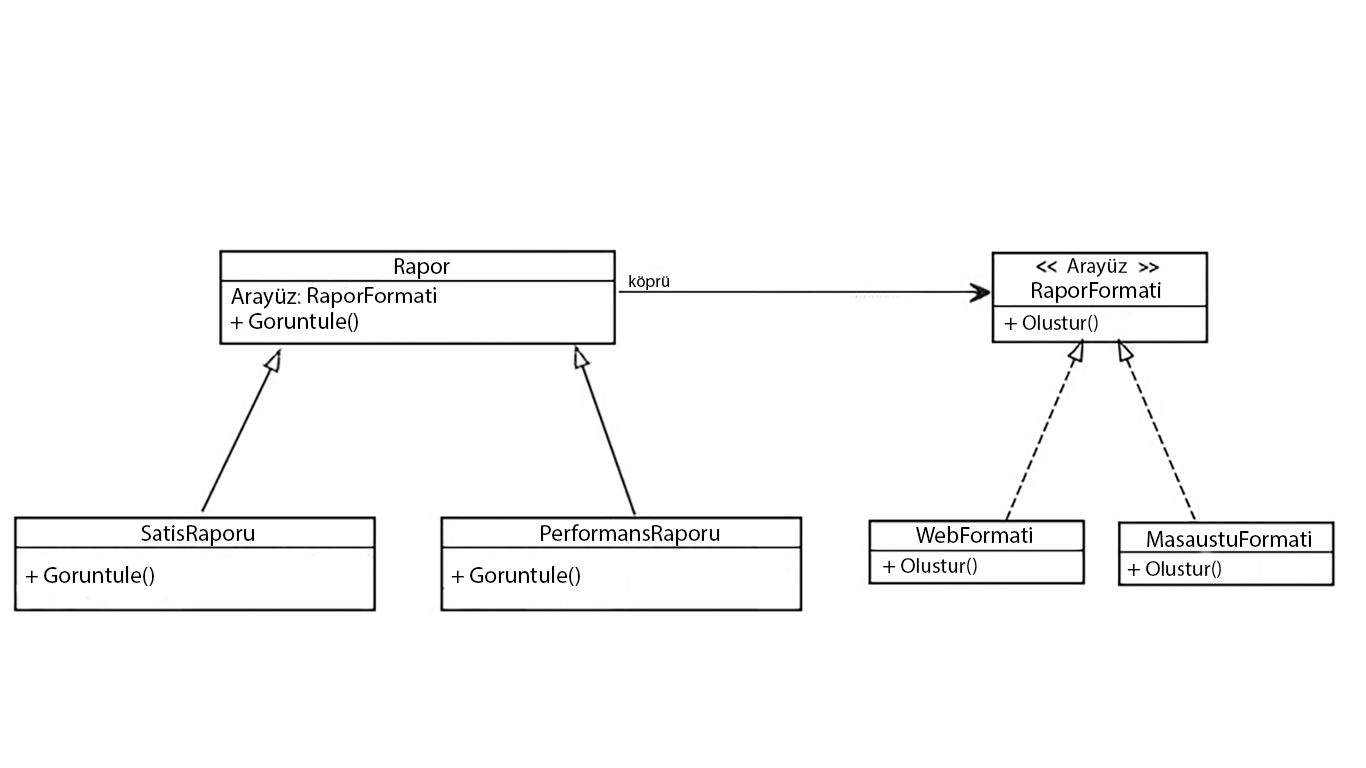 Rapor
Arayüz: RaporFormati
+ Goruntule()
köprü
<< Arayüz >>
RaporFormati
+ Olustur()
SatisRaporu
+ Goruntule()
PerformansRaporu
+ Goruntule()
WebFormati
+ Olustur()
MasaustuFormati
+ Olustur()